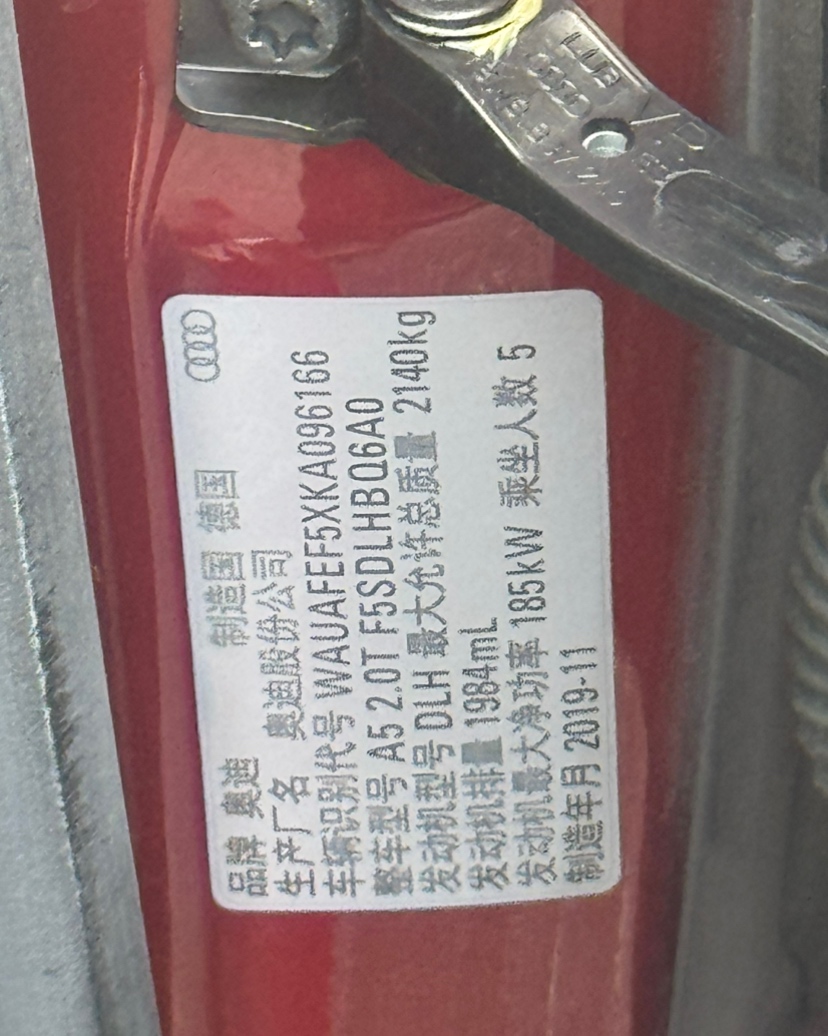 品牌 奥迪 制造国 德国
生产厂名 奥迪股份公司
车辆识别代号 WAUAFEF5XKA096166
整车型号 A5 2.0T F5SDLHBQ6A0
发动机型号 DLH 最大允许总质量 2140kg
发动机排量 1984mL
发动机最大净功率 185kW 乘坐人数 5
制造年月 2019-11